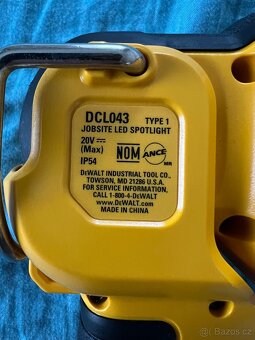 DCL043 TYPE 1
JOBSITE LED SPOTLIGHT
20V ⎓
(Max)
IP54
NOM
ANCE
DEWALT INDUSTRIAL TOOL CO.,
TOWSON, MD 21286 U.S.A.
FOR SERVICE INFORMATION,
CALL 1-800-4-DEWALT
www.DEWALT.com
MADE IN CHINA
Bazoš.cz